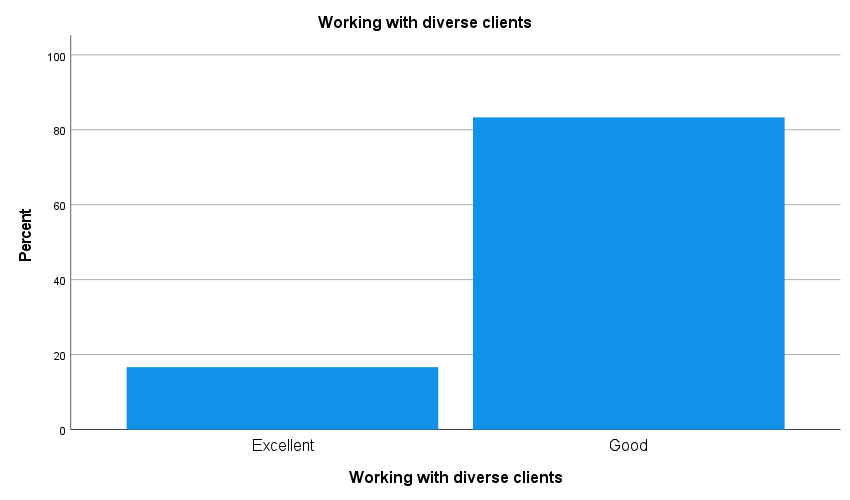 Working with diverse clients
Percent
100
80
60
40
20
0
Excellent
Good
Working with diverse clients